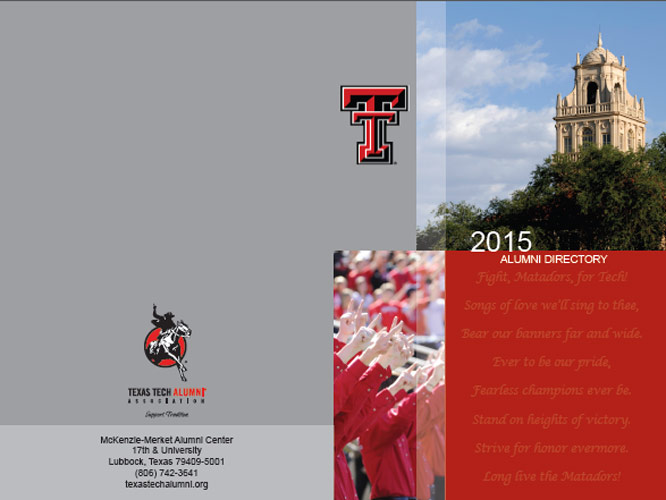 2015
ALUMNI DIRECTORY
Fight, Matadors, for Tech!
Songs of love we'll sing to thee,
Bear our banners far and wide.
Ever to be our pride,
Fearless champions ever be.
Stand on heights of victory.
Strive for honor evermore.
Long live the Matadors!
TEXAS TECH ALUMNI
ASSOCIATION
Support Tradition
McKenzie-Merket Alumni Center
17th & University
Lubbock, Texas 79409-5001
(806) 742-3641
texastechalumni.org